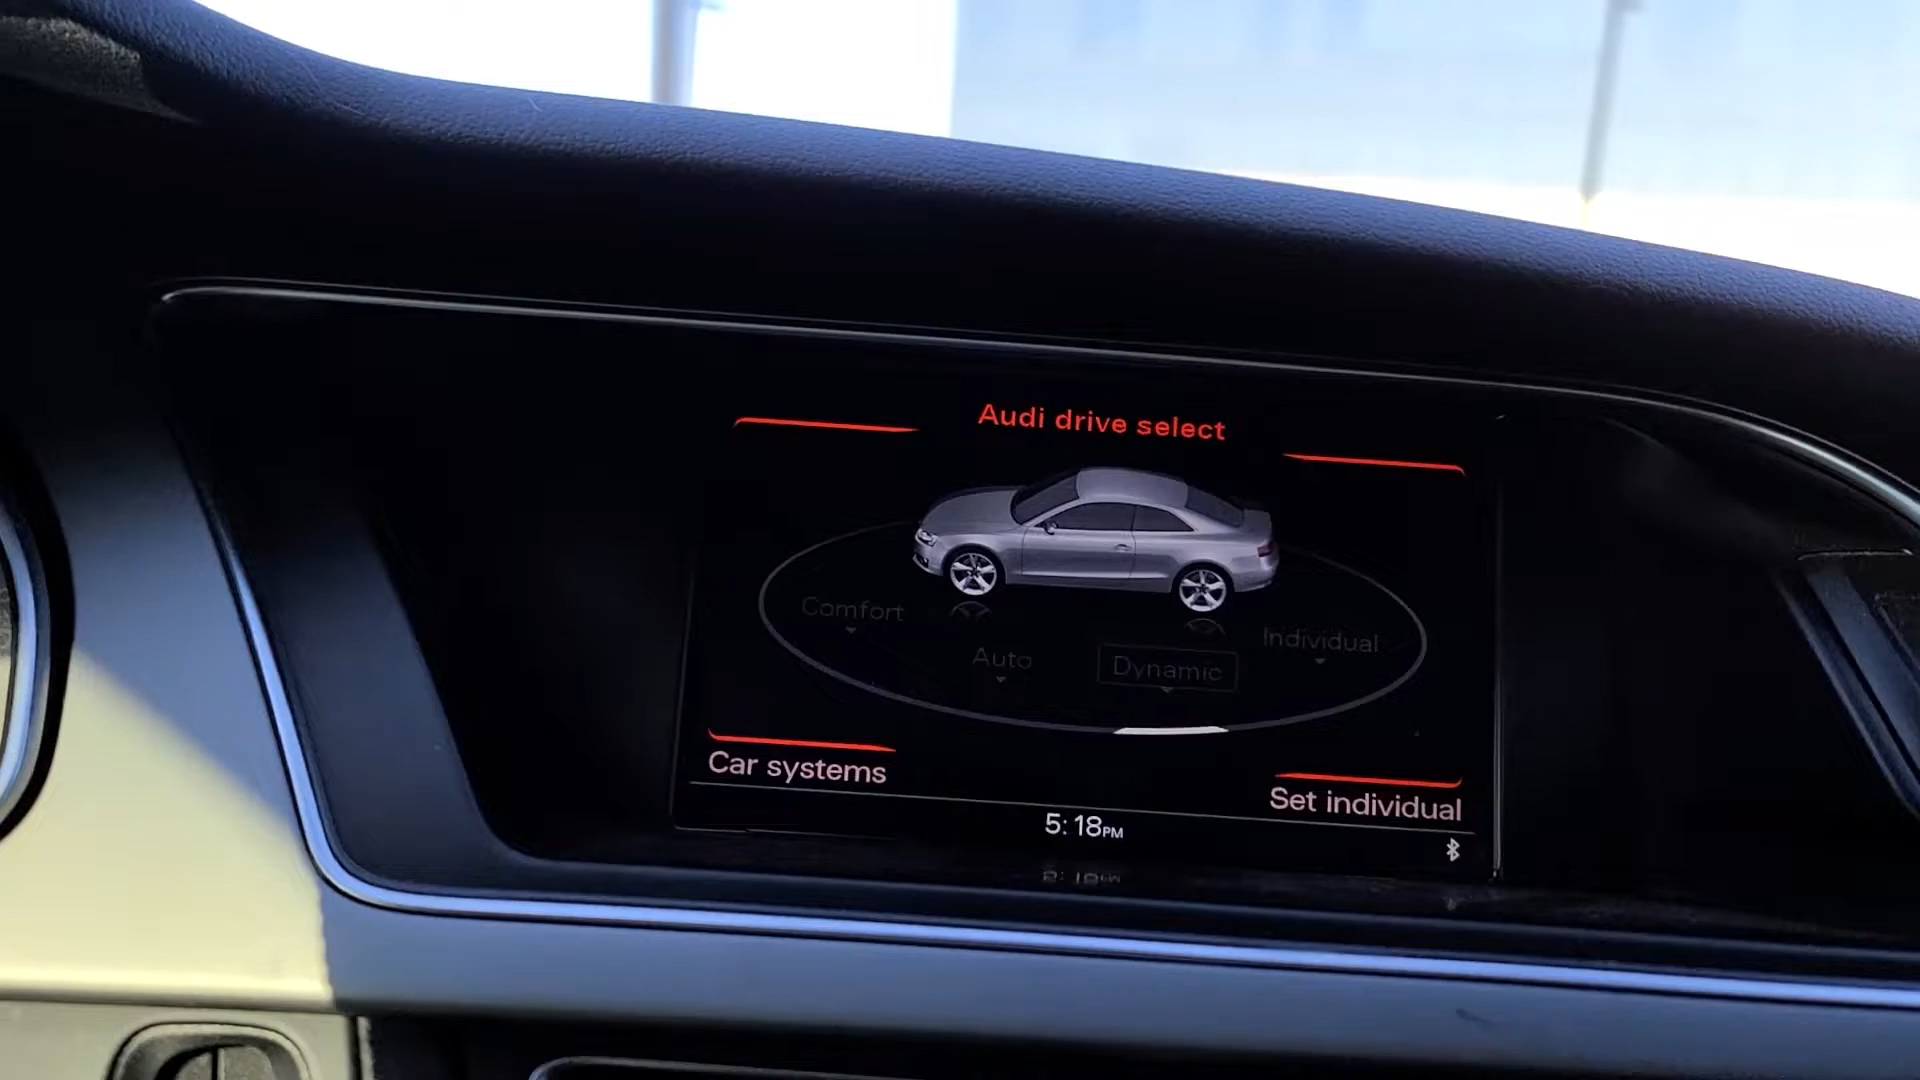 Audi drive select
Comfort
Individual
Auto
Dynamic
Car systems
Set individual
5:18PM